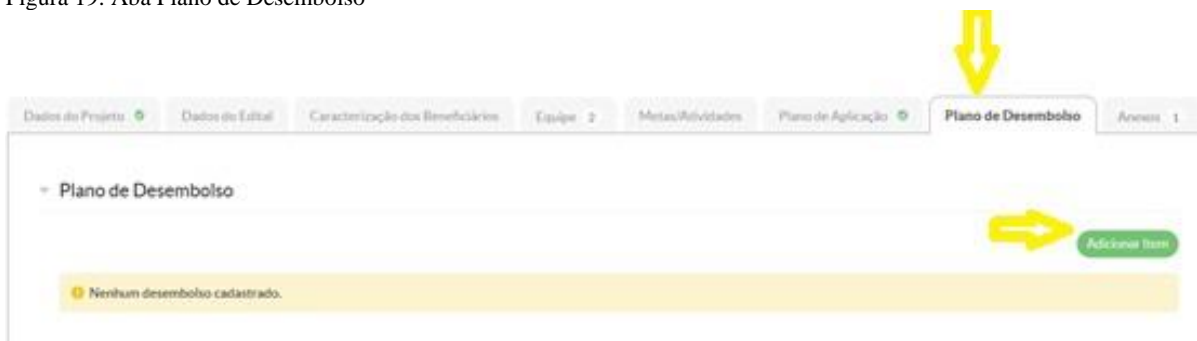 Figura 19: Aba Plano de Desembolso
Dados do Projeto Dados do Edital Caracterização dos Beneficiários Equipe 2 Metas/Atividades Plano de Aplicação Plano de Desembolso Anexos 1
Plano de Desembolso
Adicionar Item
Nenhum desembolso cadastrado.